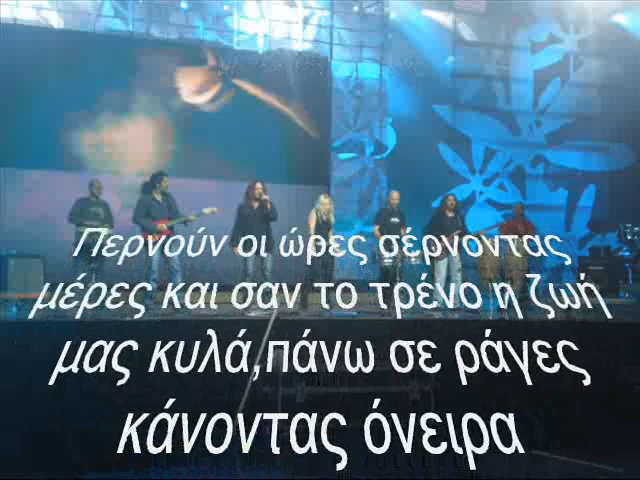 Περνούν οι ώρες σέρνοντας
μέρες και σαν το τρένο η ζωή
μας κυλά,πάνω σε ράγες
κάνοντας όνειρα